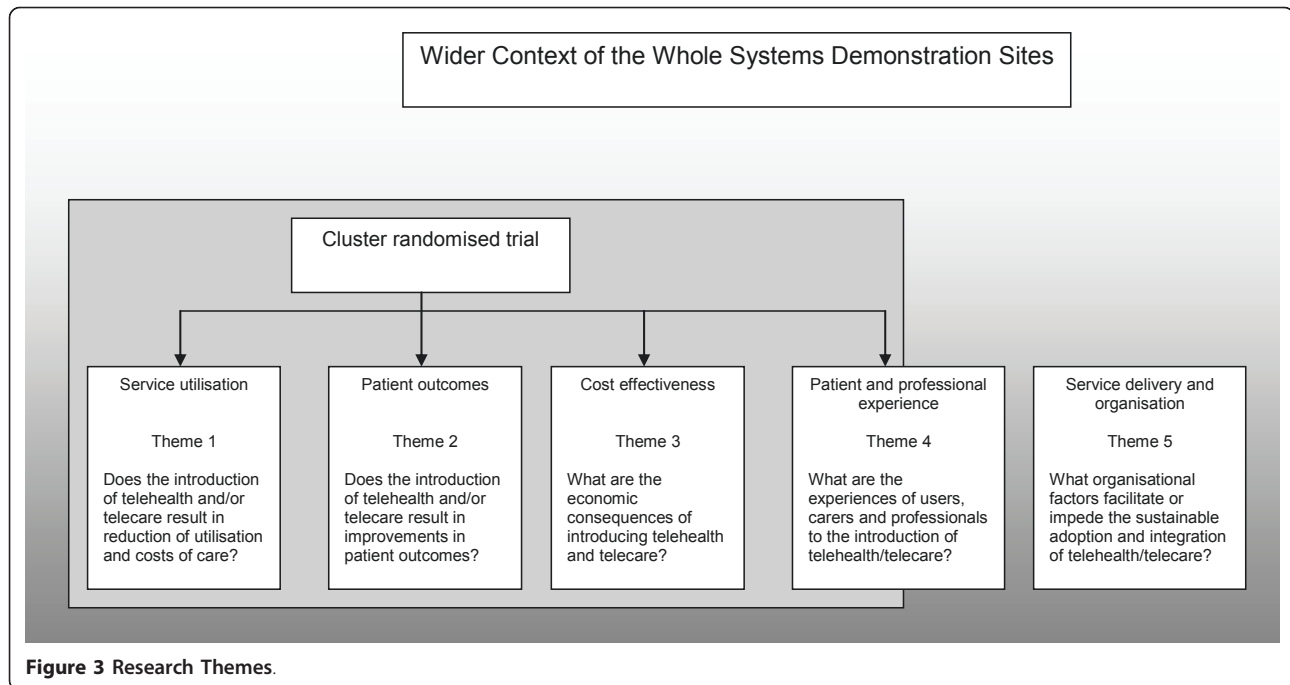 Wider Context of the Whole Systems Demonstration Sites
Cluster randomised trial
Service utilisation
Theme 1
Does the introduction
of telehealth and/or
telecare result in
reduction of utilisation
and costs of care?
Patient outcomes
Theme 2
Does the introduction
of telehealth and/or
telecare result in
improvements in
patient outcomes?
Cost effectiveness
Theme 3
What are the
economic
consequences of
introducing telehealth
and telecare?
Patient and professional
experience
Theme 4
What are the
experiences of users,
carers and professionals
to the introduction of
telehealth/telecare?
Service delivery and
organisation
Theme 5
What organisational
factors facilitate or
impede the sustainable
adoption and integration
of telehealth/telecare?
Figure 3 Research Themes.